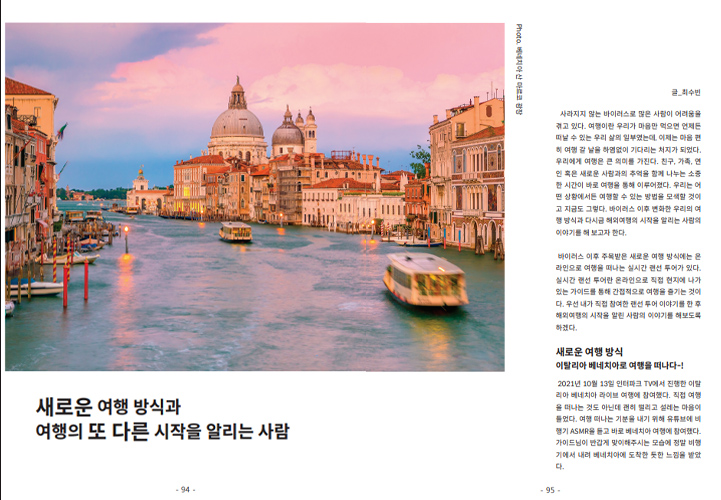 Photo. 베네치아 산 마르코 광장
새로운 여행 방식과
여행의 또 다른 시작을 알리는 사람
- 94 -
글_최수빈
사라지지 않는 바이러스로 많은 사람이 어려움을
겪고 있다. 여행이란 우리가 마음만 먹으면 언제든
떠날 수 있는 우리 삶의 일부였는데, 이제는 마음 편
히 여행 갈 날을 하염없이 기다리는 처지가 되었다.
우리에게 여행은 큰 의미를 가진다. 친구, 가족, 연
인 혹은 새로운 사람과의 추억을 함께 나누는 소중
한 시간이 바로 여행을 통해 이루어졌다. 우리는 어
떤 상황에서든 여행할 수 있는 방법을 모색할 것이
고 지금도 그렇다. 바이러스 이후 변화한 우리의 여
행 방식과 다시금 해외여행의 시작을 알리는 사람의
이야기를 해 보고자 한다.
바이러스 이후 주목받은 새로운 여행 방식에는 온
라인으로 여행을 떠나는 실시간 랜선 투어가 있다.
실시간 랜선 투어란 온라인으로 직접 현지에 나가
있는 가이드를 통해 간접적으로 여행을 즐기는 것이
다. 우선 내가 직접 참여한 랜선 투어 이야기를 한 후
해외여행의 시작을 알린 사람의 이야기를 해보도록
하겠다.
새로운 여행 방식
이탈리아 베네치아로 여행을 떠나다~!
2021년 10월 13일 인터파크 TV에서 진행한 이탈
리아 베네치아 라이브 여행에 참여했다. 직접 여행
을 떠나는 것도 아닌데 괜히 떨리고 설레는 마음이
들었다. 여행 떠나는 기분을 내기 위해 유튜브에 비
행기 ASMR을 듣고 바로 베네치아 여행에 참여했다.
가이드님이 반갑게 맞이해주시는 모습에 정말 비행
기에서 내려 베네치아에 도착한 듯한 느낌을 받았
다.
- 95 -